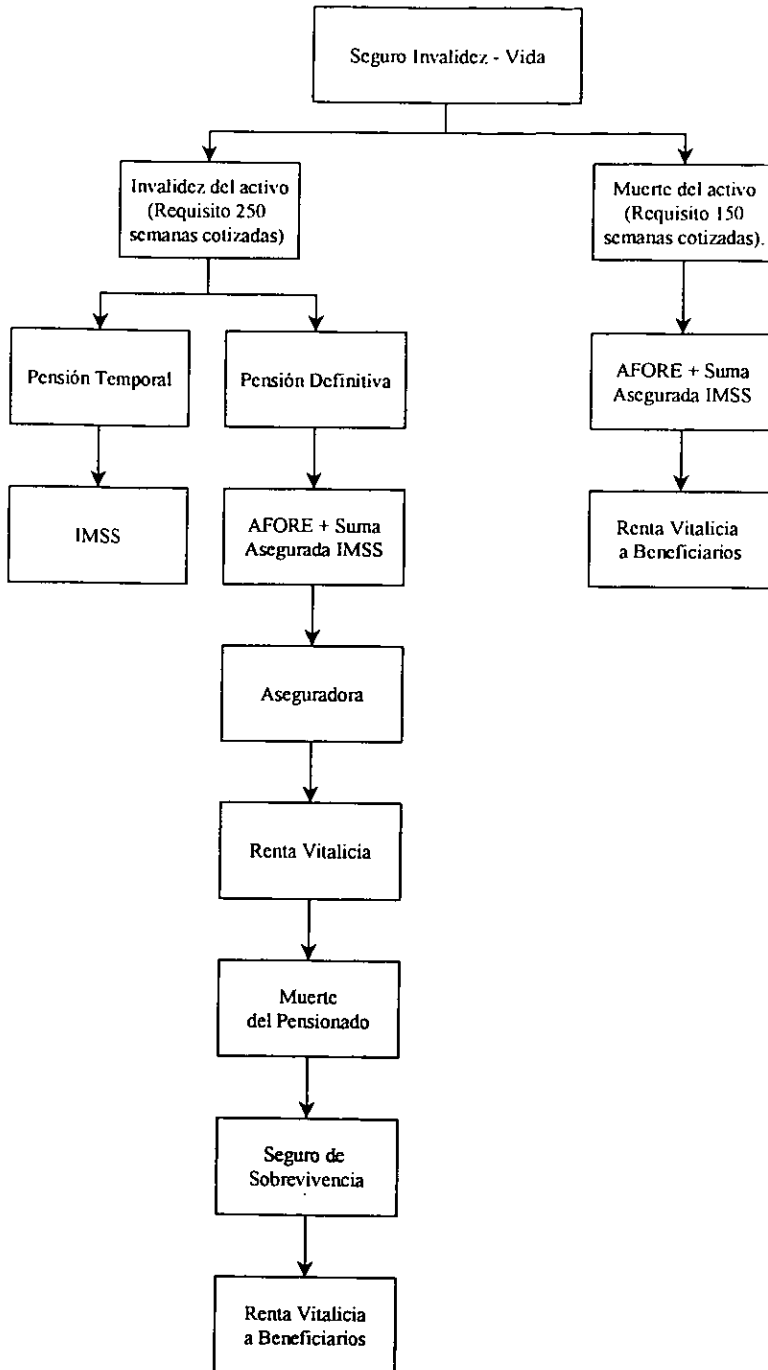 Seguro Invalidez - Vida
Invalidez del activo
(Requisito 250
semanas cotizadas)
Muerte del activo
(Requisito 150
semanas cotizadas).
Pensión Temporal
Pensión Definitiva
AFORE + Suma
Asegurada IMSS
IMSS
AFORE + Suma
Asegurada IMSS
Renta Vitalicia
a Beneficiarios
Aseguradora
Renta Vitalicia
Muerte
del Pensionado
Seguro de
Sobrevivencia
Renta Vitalicia
a Beneficiarios